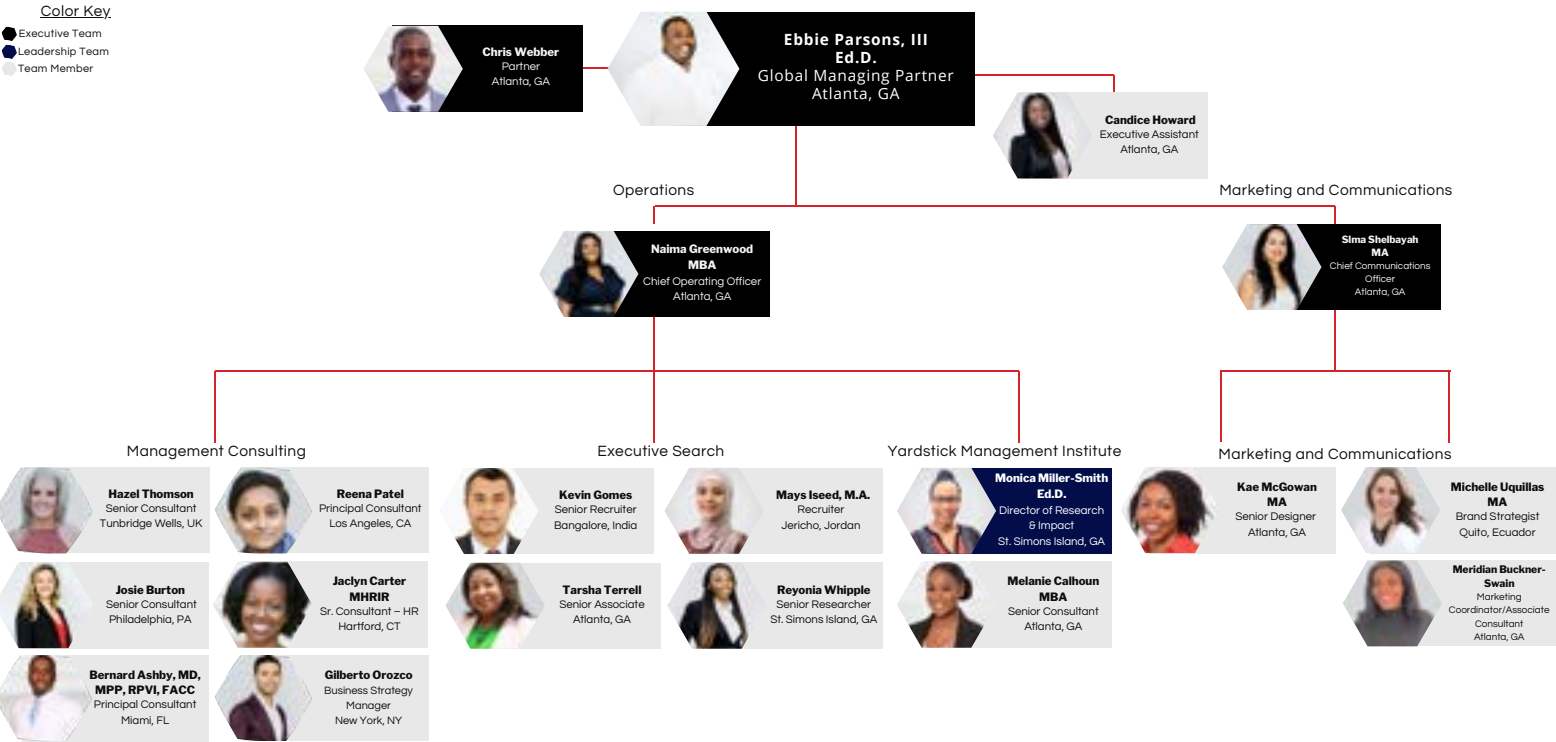 Color Key
Executive Team
Leadership Team
Team Member
Chris Webber
Partner
Atlanta, GA
Ebbie Parsons, III
Ed.D.
Global Managing Partner
Atlanta, GA
Candice Howard
Executive Assistant
Atlanta, GA
Operations
Marketing and Communications
Naima Greenwood
MBA
Chief Operating Officer
Atlanta, GA
SIma Shelbayah
MA
Chief Communications
Officer
Atlanta, GA
Management Consulting
Hazel Thomson
Senior Consultant
Tunbridge Wells, UK
Reena Patel
Principal Consultant
Los Angeles, CA
Josie Burton
Senior Consultant
Philadelphia, PA
Jaclyn Carter
MHRIR
Sr. Consultant – HR
Hartford, CT
Bernard Ashby, MD,
MPP, RPVI, FACC
Principal Consultant
Miami, FL
Gilberto Orozco
Business Strategy
Manager
New York, NY
Executive Search
Kevin Gomes
Senior Recruiter
Bangalore, India
Mays Iseed, M.A.
Recruiter
Jericho, Jordan
Tarsha Terrell
Senior Associate
Atlanta, GA
Reyonia Whipple
Senior Researcher
St. Simons Island, GA
Yardstick Management Institute
Monica Miller-Smith
Ed.D.
Director of Research
& Impact
St. Simons Island, GA
Melanie Calhoun
MBA
Senior Consultant
Atlanta, GA
Marketing and Communications
Kae McGowan
MA
Senior Designer
Atlanta, GA
Michelle Uquillas
MA
Brand Strategist
Quito, Ecuador
Meridian Buckner-
Swain
Marketing
Coordinator/Associate
Consultant
Atlanta, GA